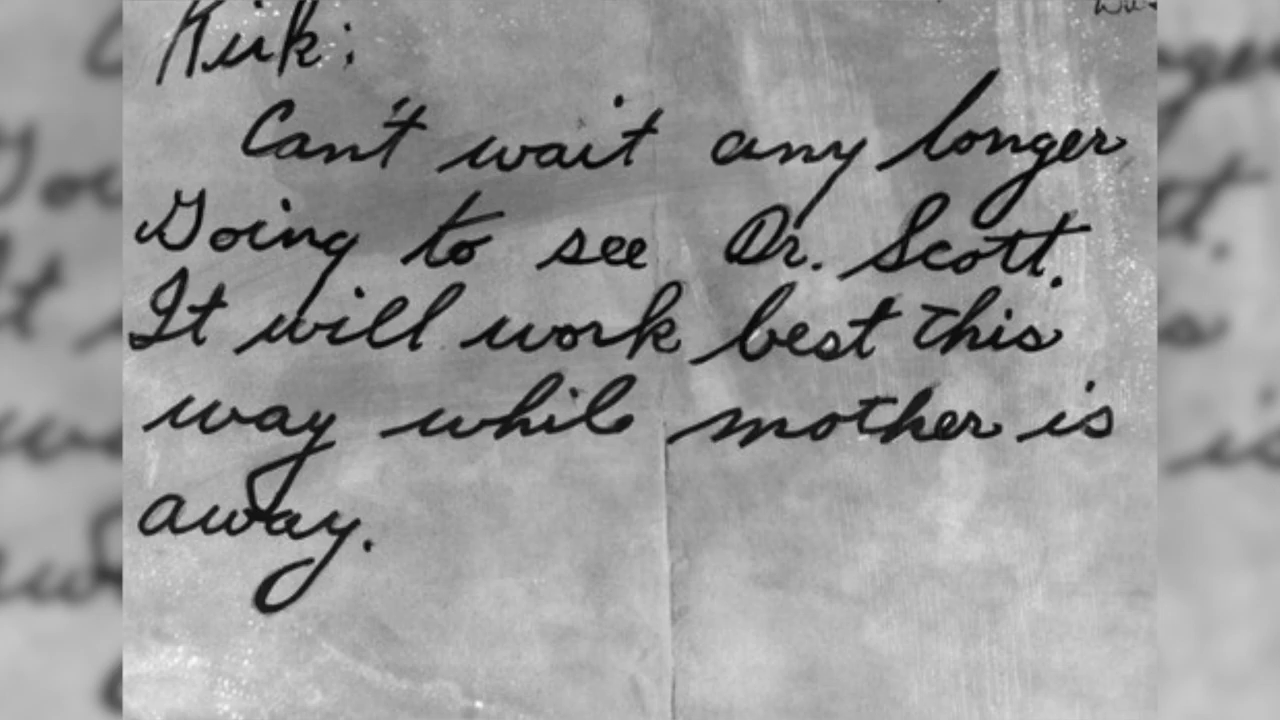 Kirk:
Can't wait any longer
Going to see Dr. Scott.
It will work best this
way while mother is
away.